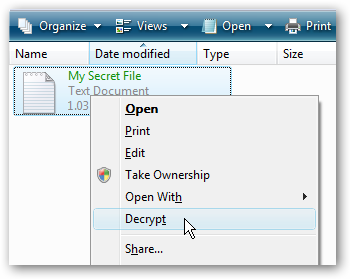 Organize Views Open Print
Name Date modified Type Size
My Secret File
Text Document
1.03
Open
Print
Edit
Take Ownership
Open With
Decrypt
Share...